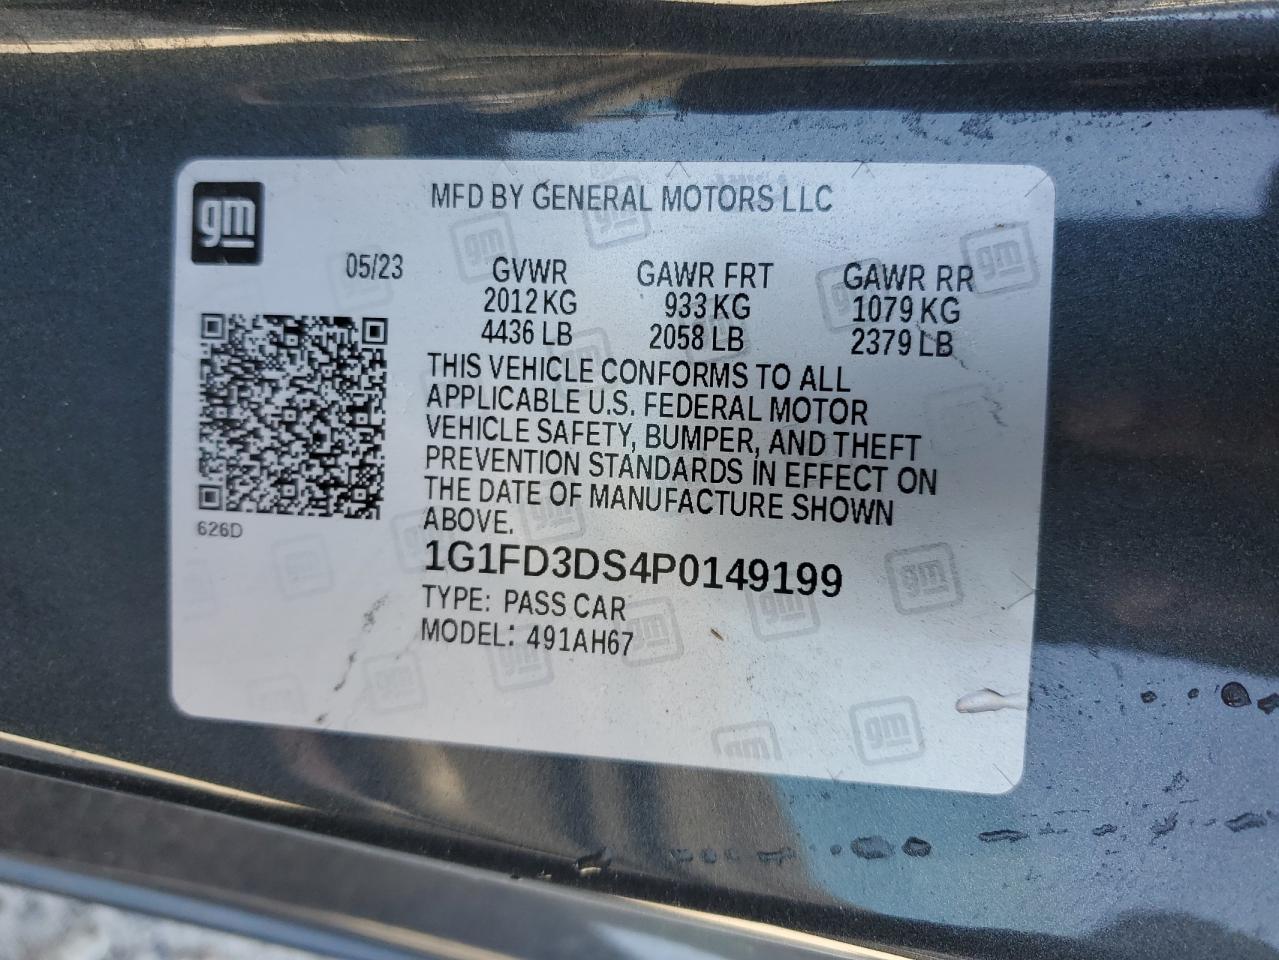 gm
MFD BY GENERAL MOTORS LLC
05/23 GVWR GAWR FRT GAWR RR
2012 KG 933 KG 1079 KG
4436 LB 2058 LB 2379 LB
THIS VEHICLE CONFORMS TO ALL
APPLICABLE U.S. FEDERAL MOTOR
VEHICLE SAFETY, BUMPER, AND THEFT
PREVENTION STANDARDS IN EFFECT ON
THE DATE OF MANUFACTURE SHOWN
ABOVE.
626D
1G1FD3DS4P0149199
TYPE: PASS CAR
MODEL: 491AH67